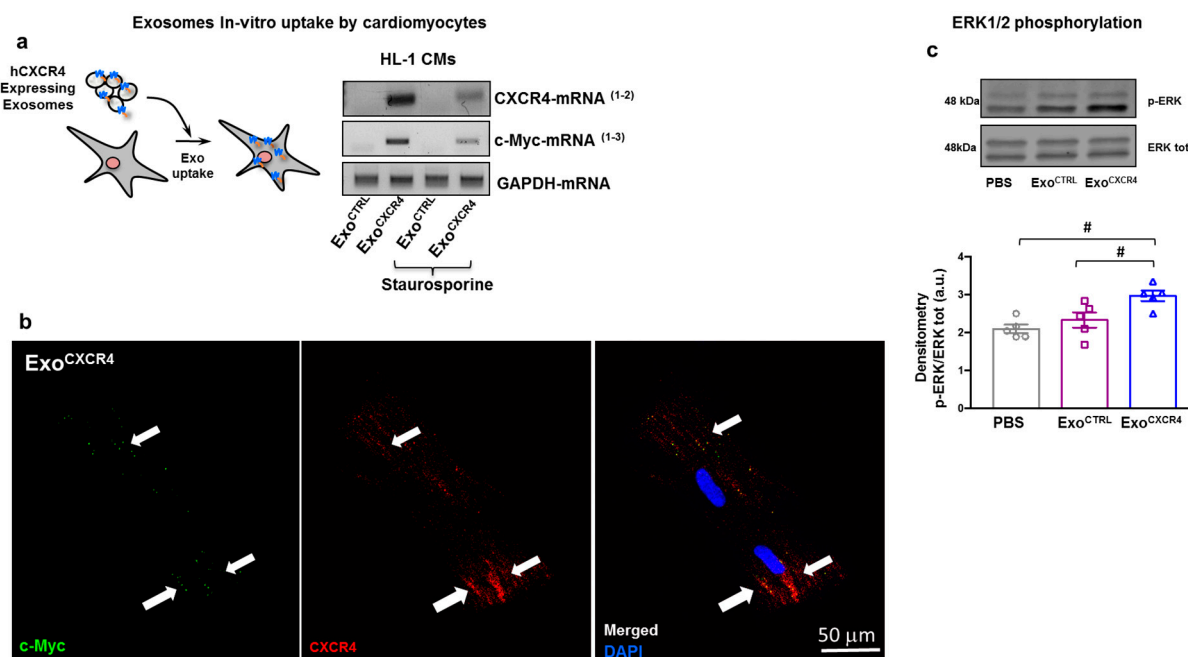 Exosomes In-vitro uptake by cardiomyocytes
a
hCXCR4
Expressing
Exosomes
Exo
uptake
HL-1 CMs
CXCR4-mRNA (1-2)
c-Myc-mRNA (1-3)
GAPDH-mRNA
Exo^CTRL
Exo^CXCR4
Exo^CTRL
Exo^CXCR4
Staurosporine
b
Exo^CXCR4
c-Myc
CXCR4
Merged
DAPI
50 µm
ERK1/2 phosphorylation
c
48 kDa
p-ERK
48kDa
ERK tot
PBS Exo^CTRL Exo^CXCR4
#
#
Densitometry
p-ERK/ERK tot (a.u.)
4
3
2
1
0
PBS Exo^CTRL Exo^CXCR4